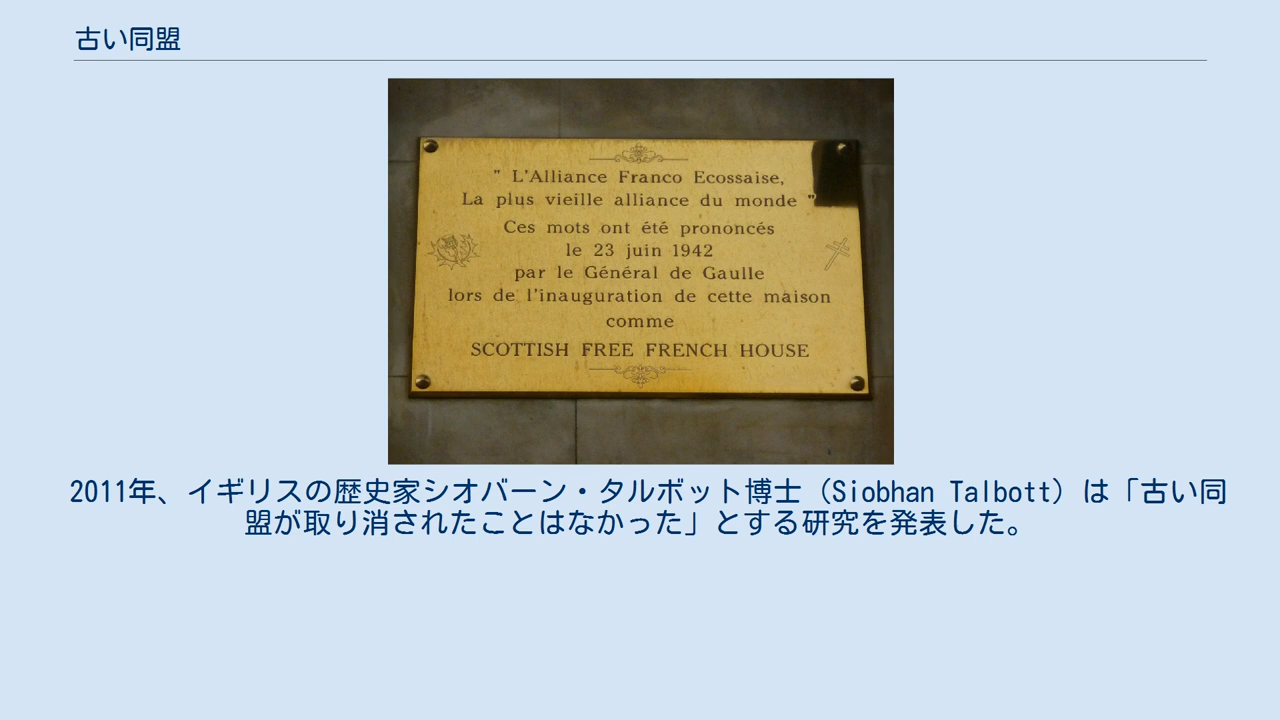 古い同盟
" L'Alliance Franco Ecossaise,
La plus vieille alliance du monde "
Ces mots ont été prononcés
le 23 juin 1942
par le Général de Gaulle
lors de l'inauguration de cette maison
comme
SCOTTISH FREE FRENCH HOUSE
2011年、イギリスの歴史家シオバーン・タルボット博士（Siobhan Talbott）は「古い同
盟が取り消されたことはなかった」とする研究を発表した。